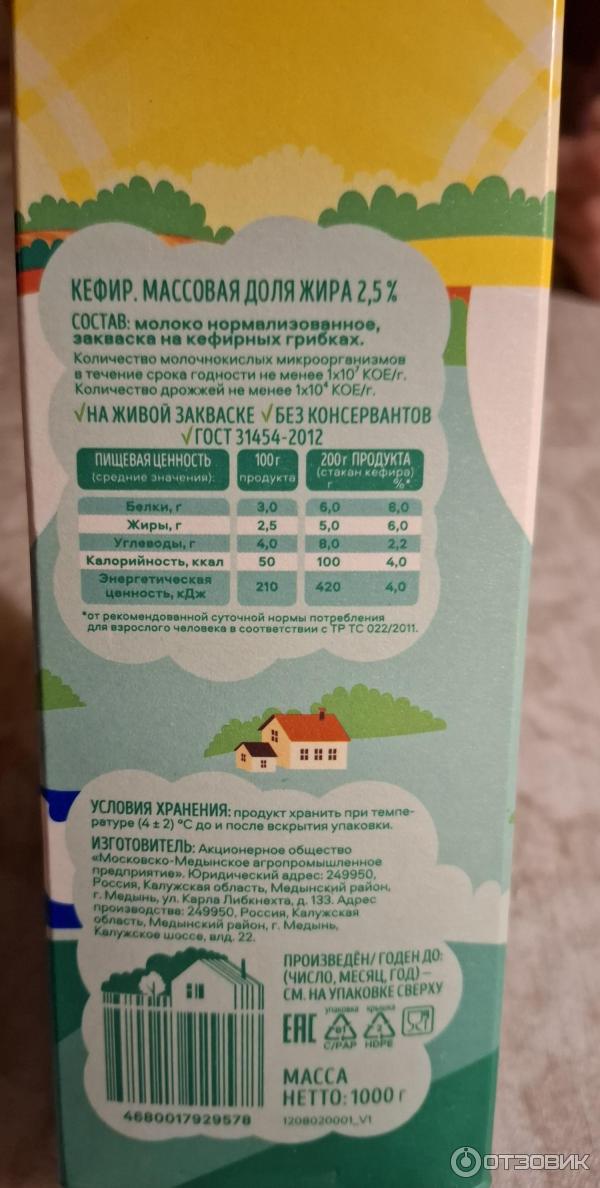 КЕФИР. МАССОВАЯ ДОЛЯ ЖИРА 2,5%
СОСТАВ: молоко нормализованное,
закваска на кефирных грибках.
Количество молочнокислых микроорганизмов
в течение срока годности не менее 1х10⁷ КОЕ/г.
Количество дрожжей не менее 1х10⁴ КОЕ/г.
√НА ЖИВОЙ ЗАКВАСКЕ √БЕЗ КОНСЕРВАНТОВ
√ГОСТ 31454-2012
ПИЩЕВАЯ ЦЕННОСТЬ 100 г 200 г ПРОДУКТА
(средние значения): продукта (стакан кефира)
г %*
Белки, г 3,0 6,0 8,0
Жиры, г 2,5 5,0 6,0
Углеводы, г 4,0 8,0 2,2
Калорийность, ккал 50 100 4,0
Энергетическая
ценность, кДж 210 420 4,0
*от рекомендованной суточной нормы потребления
для взрослого человека в соответствии с ТР ТС 022/2011.
УСЛОВИЯ ХРАНЕНИЯ: продукт хранить при темпе-
ратуре (4 ± 2) °С до и после вскрытия упаковки.
ИЗГОТОВИТЕЛЬ: Акционерное общество
«Московско-Медынское агропромышленное
предприятие». Юридический адрес: 249950,
Россия, Калужская область, Медынский район,
г. Медынь, ул. Карла Либкнехта, д. 133. Адрес
производства: 249950, Россия, Калужская
область, Медынский район, г. Медынь,
Калужское шоссе, влд. 22.
ПРОИЗВЕДЁН/ ГОДЕН ДО:
(ЧИСЛО, МЕСЯЦ, ГОД) –
СМ. НА УПАКОВКЕ СВЕРХУ
упаковка крышка
EAC
C/PAP HDPE
МАССА
НЕТТО: 1000 г
4680017929578
1208020001_V1
ОТЗОВИК